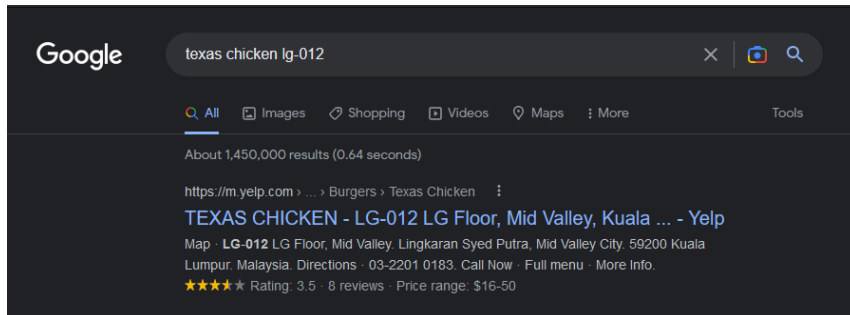 Google
texas chicken lg-012
All Images Shopping Videos Maps More Tools
About 1,450,000 results (0.64 seconds)
https://m.yelp.com › ... › Burgers › Texas Chicken
TEXAS CHICKEN - LG-012 LG Floor, Mid Valley, Kuala ... - Yelp
Map · LG-012 LG Floor, Mid Valley. Lingkaran Syed Putra, Mid Valley City. 59200 Kuala
Lumpur. Malaysia. Directions · 03-2201 0183. Call Now · Full menu · More Info.
Rating: 3.5 · 8 reviews · Price range: $16-50